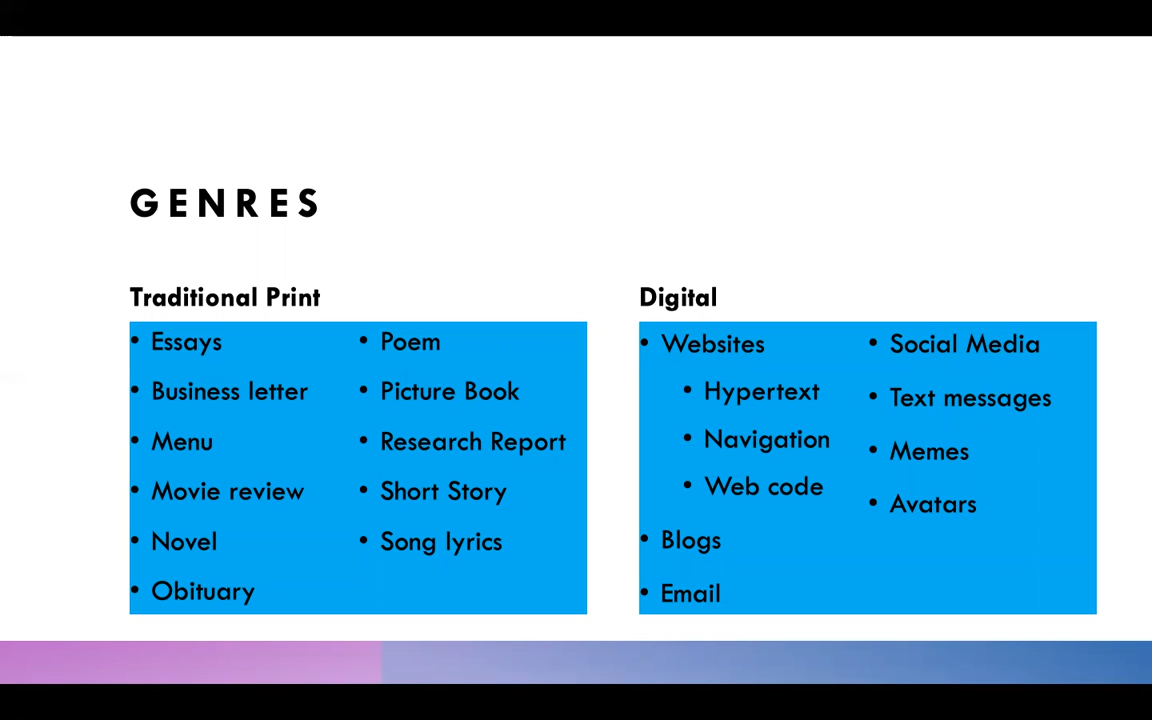 GENRES
Traditional Print
Essays
Business letter
Menu
Movie review
Novel
Obituary
Poem
Picture Book
Research Report
Short Story
Song lyrics
Digital
Websites
Hypertext
Navigation
Web code
Blogs
Email
Social Media
Text messages
Memes
Avatars